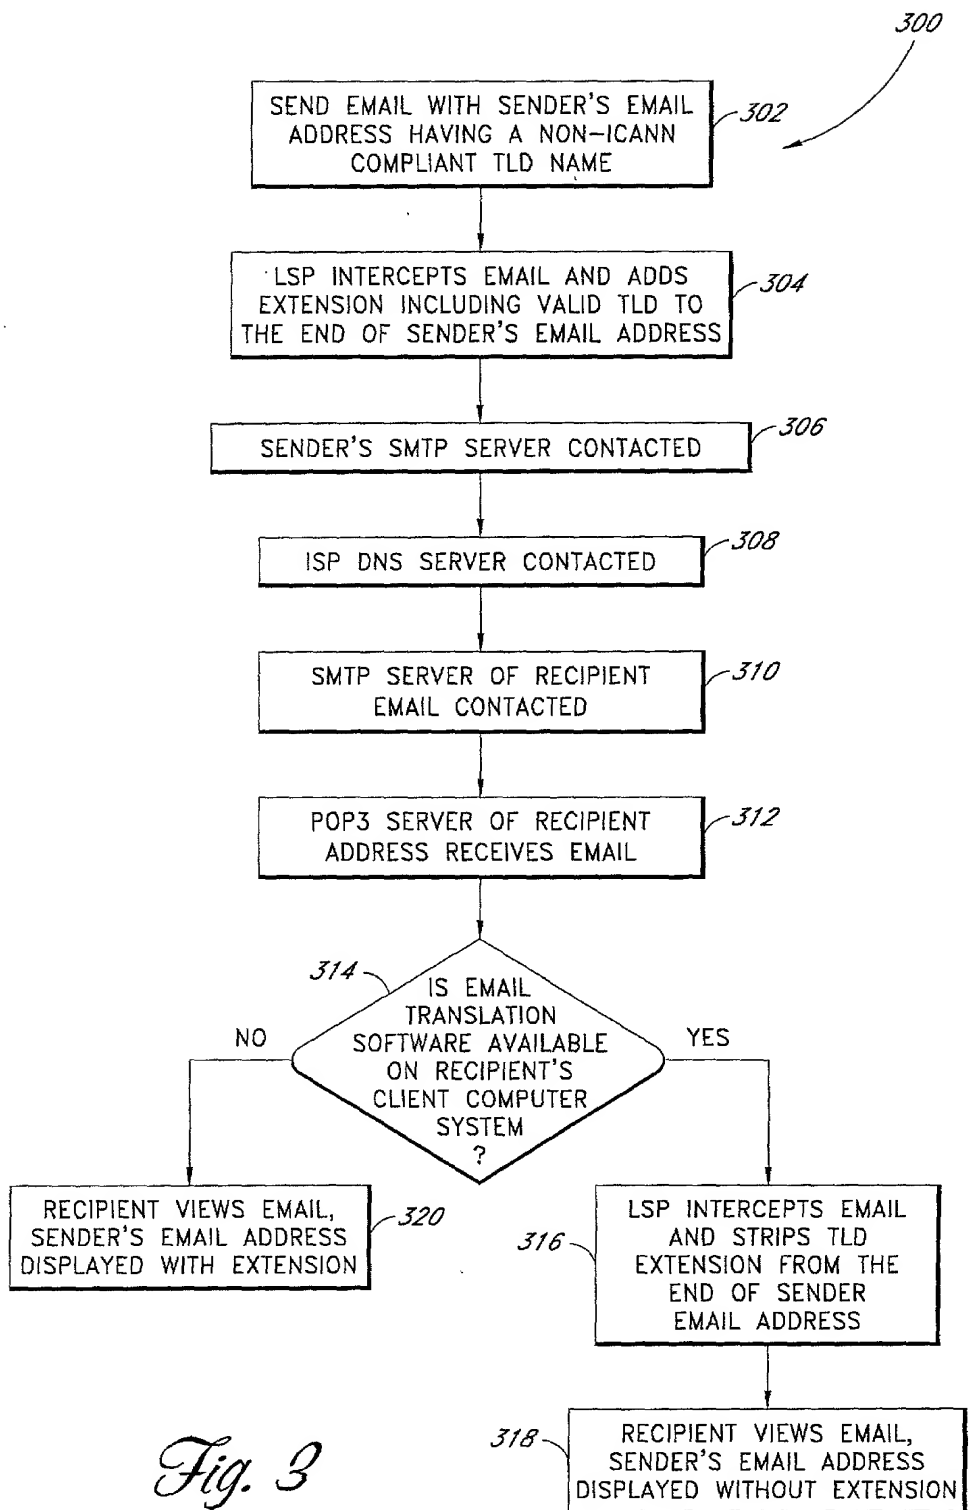 300
SEND EMAIL WITH SENDER'S EMAIL
ADDRESS HAVING A NON-ICANN
COMPLIANT TLD NAME
302
LSP INTERCEPTS EMAIL AND ADDS
EXTENSION INCLUDING VALID TLD TO
THE END OF SENDER'S EMAIL ADDRESS
304
SENDER'S SMTP SERVER CONTACTED
306
ISP DNS SERVER CONTACTED
308
SMTP SERVER OF RECIPIENT
EMAIL CONTACTED
310
POP3 SERVER OF RECIPIENT
ADDRESS RECEIVES EMAIL
312
314
IS EMAIL
TRANSLATION
SOFTWARE AVAILABLE
ON RECIPIENT'S
CLIENT COMPUTER
SYSTEM
?
NO
YES
RECIPIENT VIEWS EMAIL,
SENDER'S EMAIL ADDRESS
DISPLAYED WITH EXTENSION
320
316
LSP INTERCEPTS EMAIL
AND STRIPS TLD
EXTENSION FROM THE
END OF SENDER
EMAIL ADDRESS
318
RECIPIENT VIEWS EMAIL,
SENDER'S EMAIL ADDRESS
DISPLAYED WITHOUT EXTENSION
Fig. 3